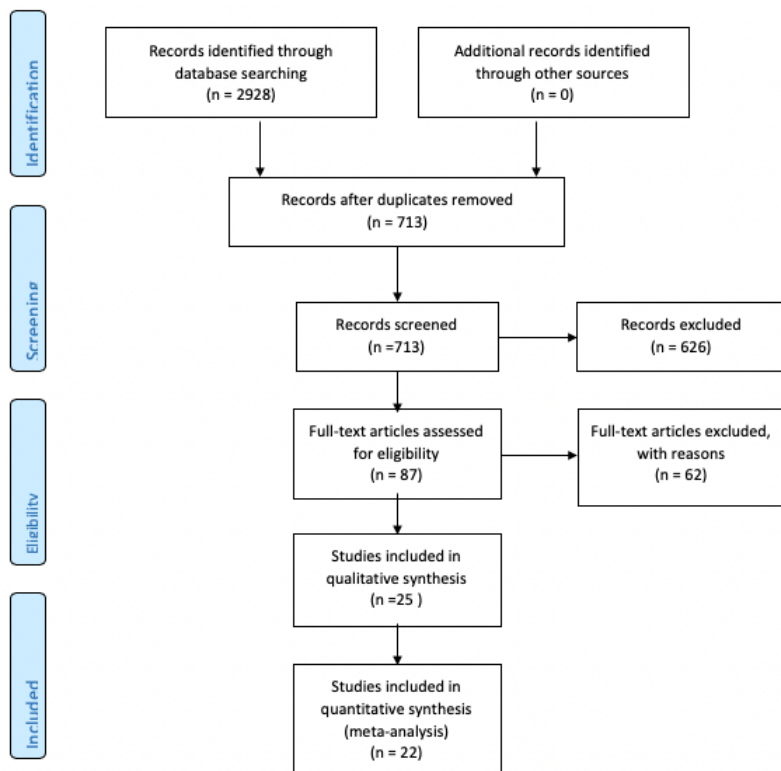 Identification
Records identified through
database searching
(n = 2928)
Additional records identified
through other sources
(n = 0)
Records after duplicates removed
(n = 713)
Screening
Records screened
(n =713)
Records excluded
(n = 626)
Eligibility
Full-text articles assessed
for eligibility
(n = 87)
Full-text articles excluded,
with reasons
(n = 62)
Studies included in
qualitative synthesis
(n =25 )
Included
Studies included in
quantitative synthesis
(meta-analysis)
(n = 22)